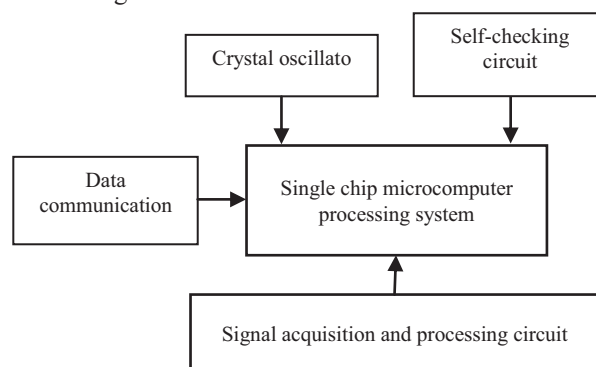 Crystal oscillato
Self-checking
circuit
Data
communication
Single chip microcomputer
processing system
Signal acquisition and processing circuit